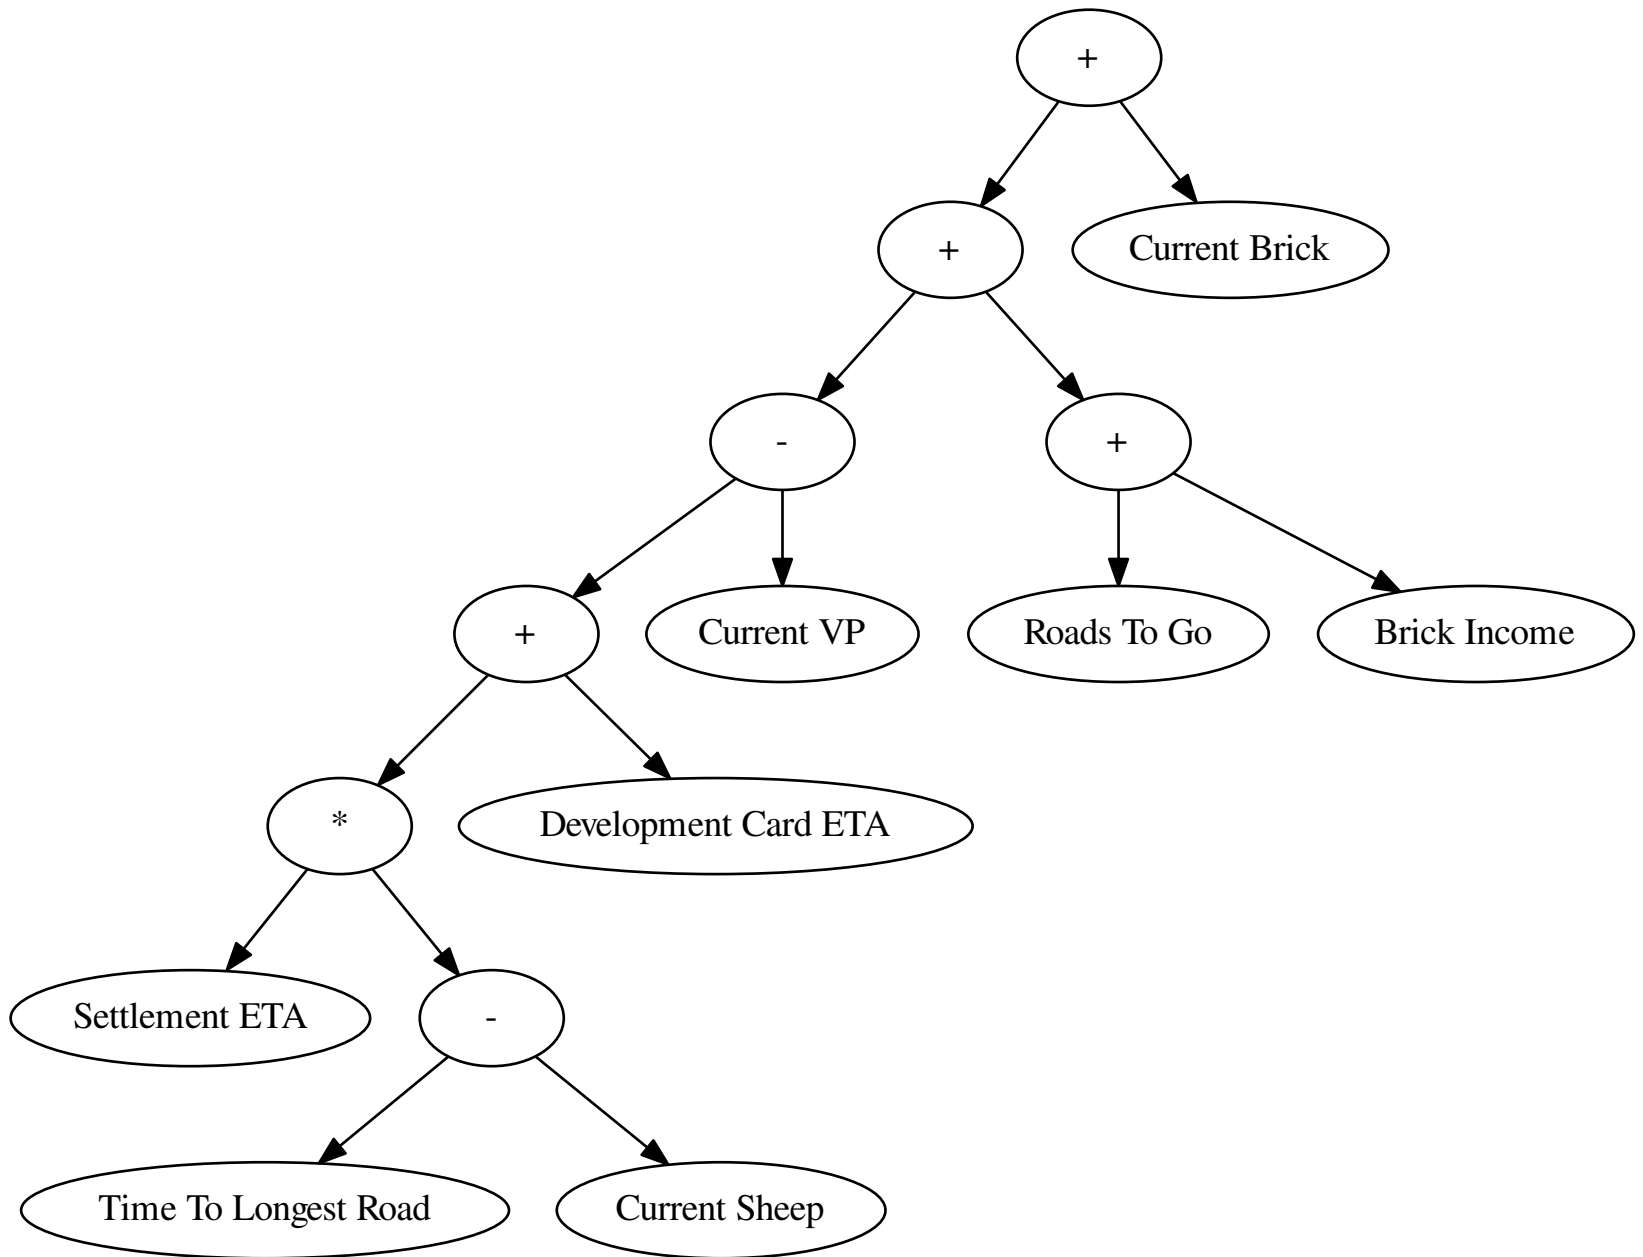 +
+
Current Brick
-
+
+
Current VP
Roads To Go
Brick Income
*
Development Card ETA
Settlement ETA
-
Time To Longest Road
Current Sheep